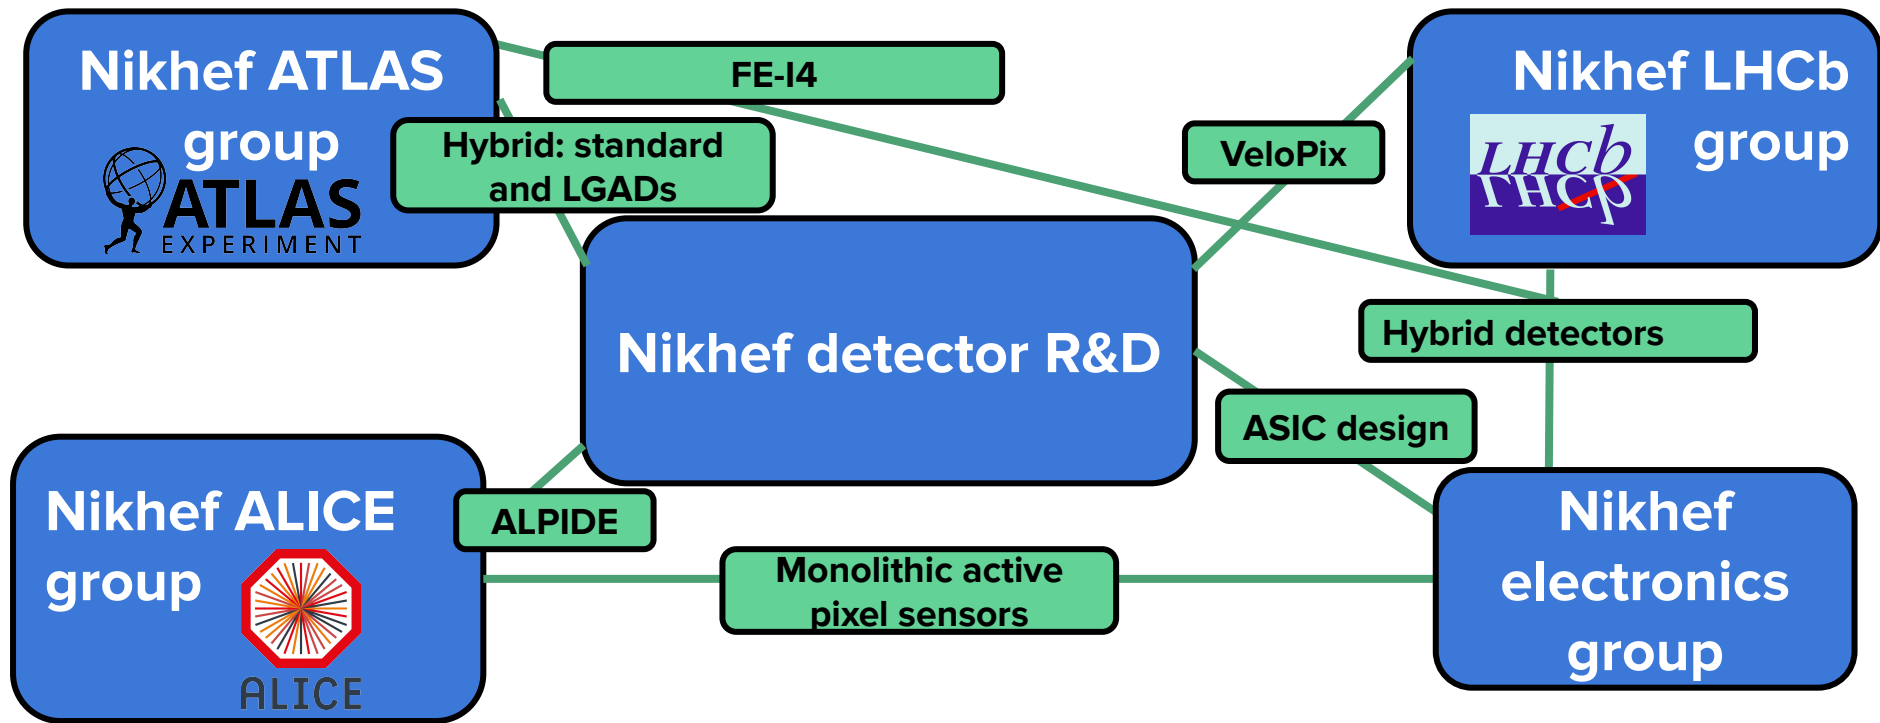 Nikhef ATLAS
group
ATLAS
EXPERIMENT
FE-I4
Hybrid: standard
and LGADs
VeloPix
Nikhef LHCb
group
LHCb
LHCb
Nikhef detector R&D
Hybrid detectors
ASIC design
Nikhef ALICE
group
ALICE
ALPIDE
Monolithic active
pixel sensors
Nikhef
electronics
group